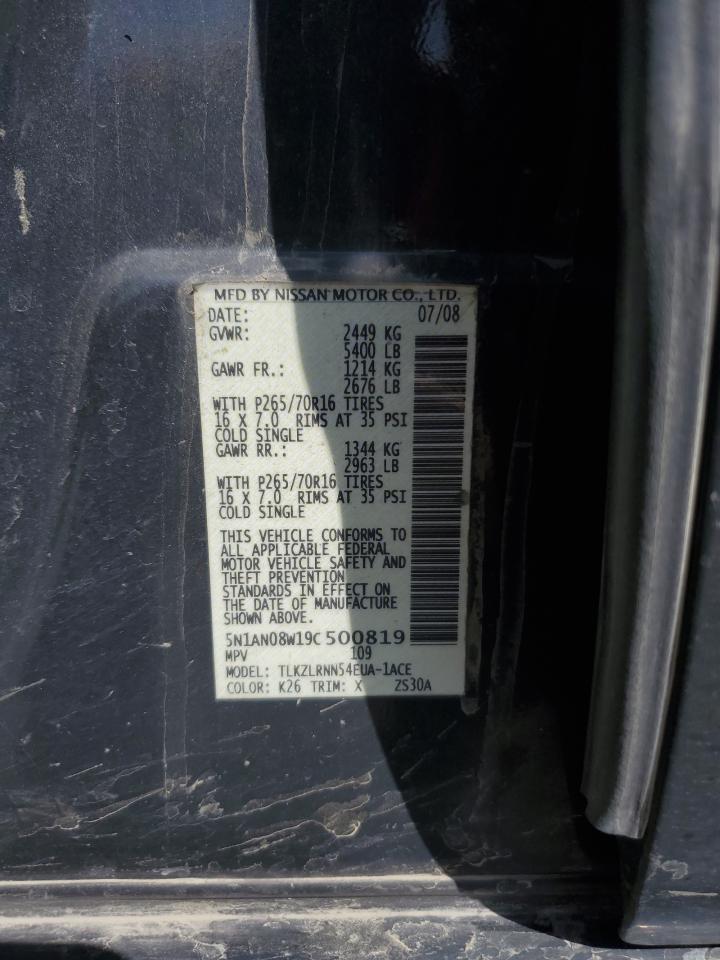 MFD BY NISSAN MOTOR CO., LTD.
DATE: 07/08
GVWR: 2449 KG
5400 LB
GAWR FR.: 1214 KG
2676 LB
WITH P265/70R16 TIRES
16 X 7.0 RIMS AT 35 PSI
COLD SINGLE
GAWR RR.: 1344 KG
2963 LB
WITH P265/70R16 TIRES
16 X 7.0 RIMS AT 35 PSI
COLD SINGLE
THIS VEHICLE CONFORMS TO
ALL APPLICABLE FEDERAL
MOTOR VEHICLE SAFETY AND
THEFT PREVENTION
STANDARDS IN EFFECT ON
THE DATE OF MANUFACTURE
SHOWN ABOVE.
5N1AN08W19C500819
MPV 109
MODEL: TLKZLRNN54EUA-1ACE
COLOR: K26 TRIM: X ZS30A